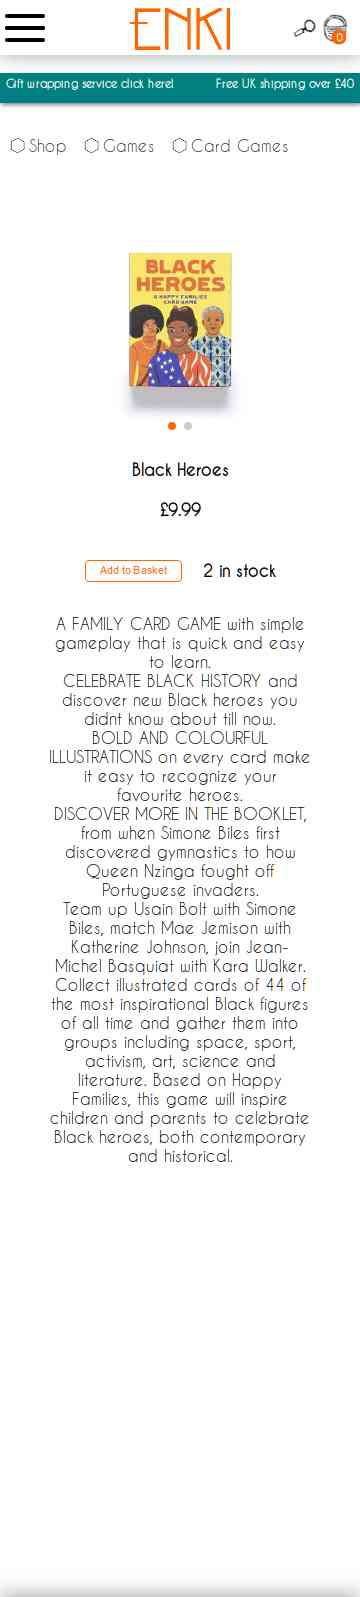 ENKI
0
Gift wrapping service click here! Free UK shipping over £40
Shop Games Card Games
BLACK
HEROES
A HAPPY FAMILIES
CARD GAME
Black Heroes
£9.99
Add to Basket 2 in stock
A FAMILY CARD GAME with simple
gameplay that is quick and easy
to learn.
CELEBRATE BLACK HISTORY and
discover new Black heroes you
didnt know about till now.
BOLD AND COLOURFUL
ILLUSTRATIONS on every card make
it easy to recognize your
favourite heroes.
DISCOVER MORE IN THE BOOKLET,
from when Simone Biles first
discovered gymnastics to how
Queen Nzinga fought off
Portuguese invaders.
Team up Usain Bolt with Simone
Biles, match Mae Jemison with
Katherine Johnson, join Jean-
Michel Basquiat with Kara Walker.
Collect illustrated cards of 44 of
the most inspirational Black figures
of all time and gather them into
groups including space, sport,
activism, art, science and
literature. Based on Happy
Families, this game will inspire
children and parents to celebrate
Black heroes, both contemporary
and historical.